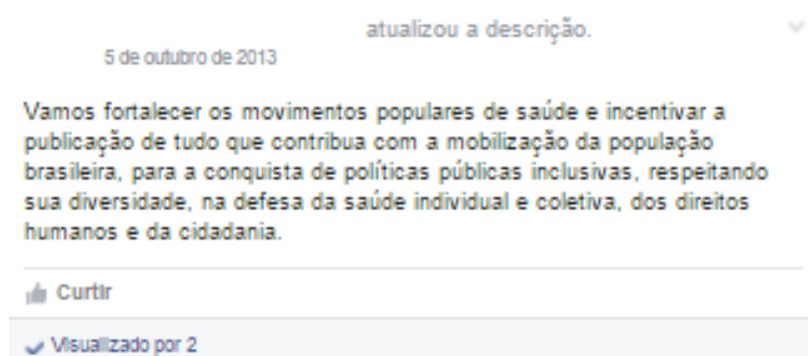 atualizou a descrição.
5 de outubro de 2013
Vamos fortalecer os movimentos populares de saúde e incentivar a
publicação de tudo que contribua com a mobilização da população
brasileira, para a conquista de políticas públicas inclusivas, respeitando
sua diversidade, na defesa da saúde individual e coletiva, dos direitos
humanos e da cidadania.
Curtir
Visualizado por 2